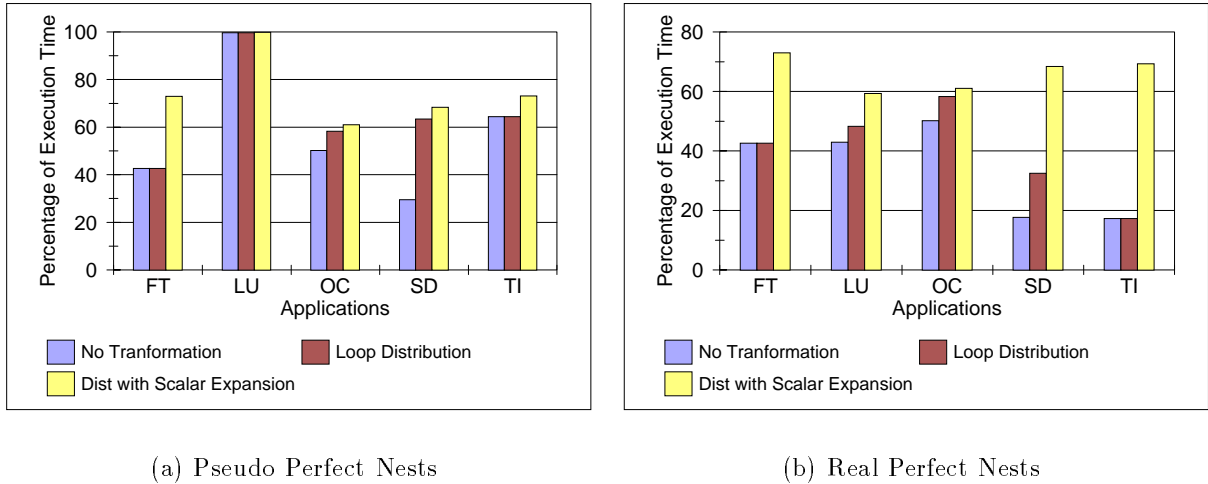 Percentage of Execution Time
100
80
60
40
20
0
FT LU OC SD TI
Applications
No Tranformation
Loop Distribution
Dist with Scalar Expansion
(a) Pseudo Perfect Nests
Percentage of Execution Time
80
60
40
20
0
FT LU OC SD TI
Applications
No Tranformation
Loop Distribution
Dist with Scalar Expansion
(b) Real Perfect Nests